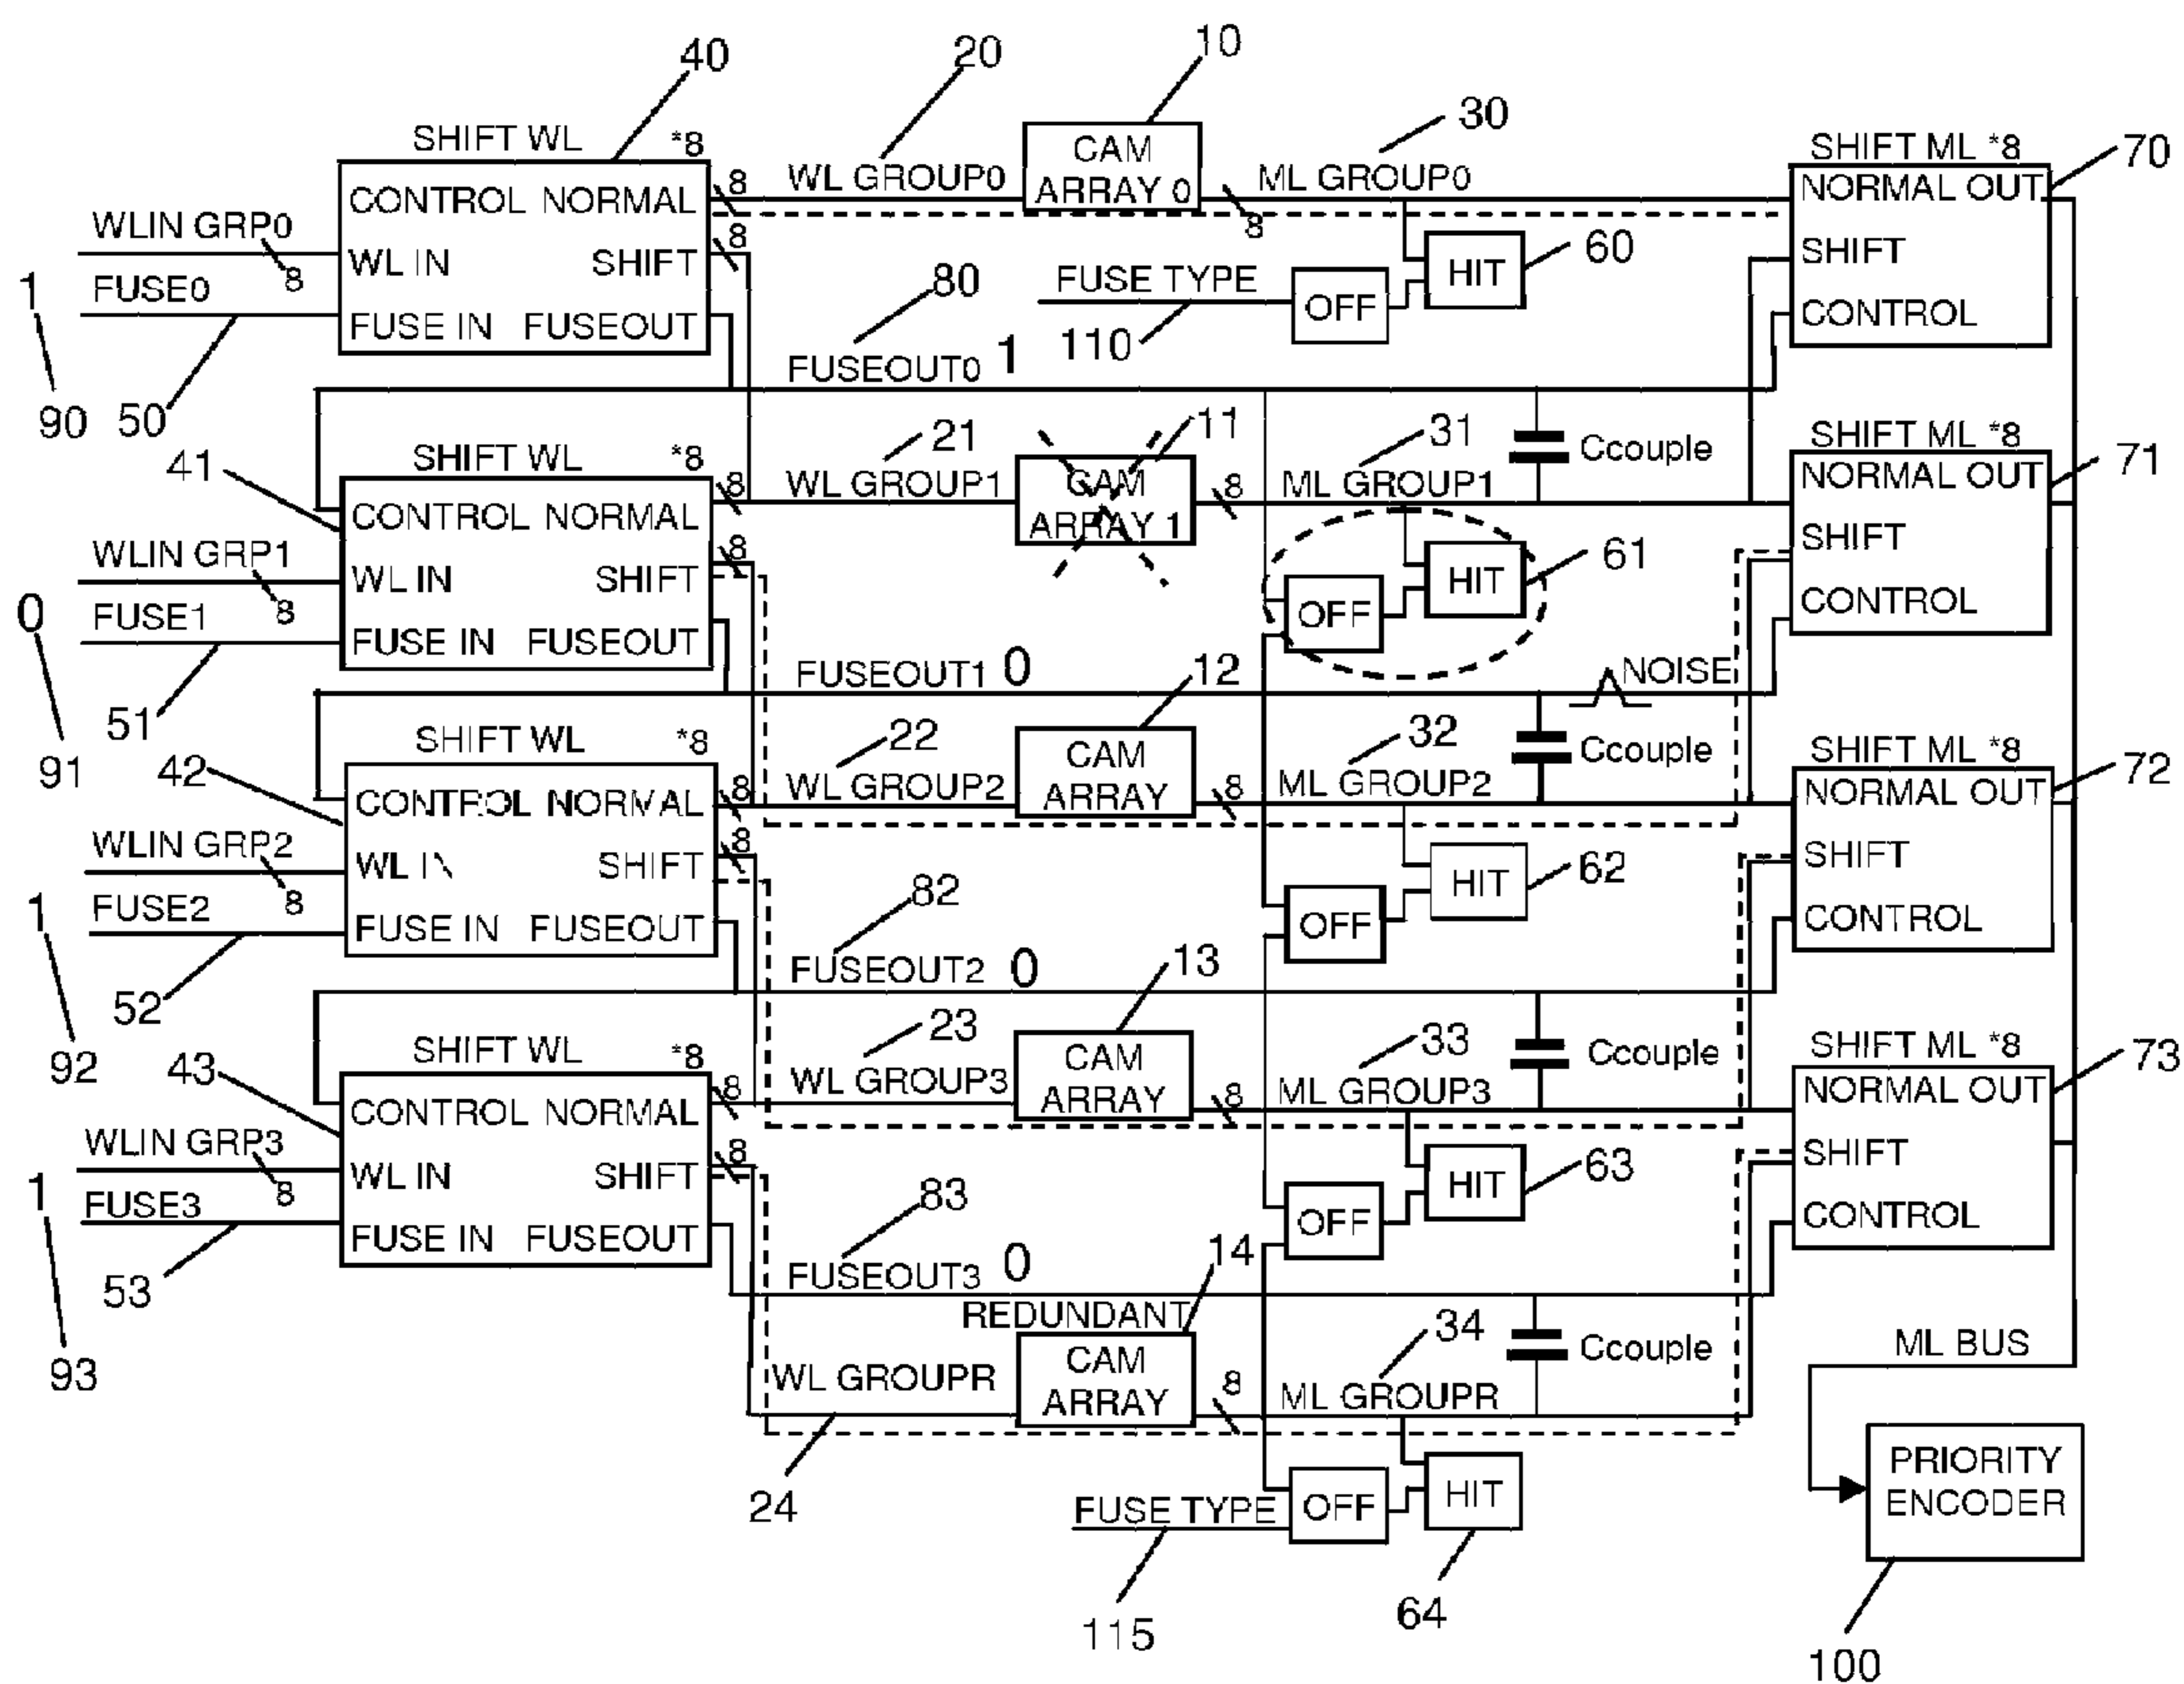 40
20
10
30
SHIFT WL *8
CAM
ARRAY 0
SHIFT ML *8
70
CONTROL NORMAL
8
WL GROUP0
ML GROUP0
8
NORMAL OUT
WLIN GRP0
8
WL IN SHIFT
8
80
FUSE TYPE
OFF
HIT
60
SHIFT
1
FUSE0
FUSE IN FUSEOUT
110
CONTROL
FUSEOUT0 1
90
50
41
SHIFT WL *8
21
11
31
Ccouple
SHIFT ML *8
71
CONTROL NORMAL
8
WL GROUP1
CAM
ARRAY 1
8
ML GROUP1
NORMAL OUT
WLIN GRP1
8
WL IN SHIFT
8
OFF
HIT
61
SHIFT
0
FUSE1
FUSE IN FUSEOUT
CONTROL
FUSEOUT1 0
12
NOISE
51
91
42
SHIFT WL *8
22
32
Ccouple
SHIFT ML *8
72
CONTROL NORMAL
8
WL GROUP2
CAM
ARRAY
8
ML GROUP2
NORMAL OUT
WLIN GRP2
8
WL IN SHIFT
8
82
OFF
HIT
62
SHIFT
1
FUSE2
FUSE IN FUSEOUT
CONTROL
FUSEOUT2 0
13
52
92
43
SHIFT WL *8
23
33
Ccouple
SHIFT ML *8
73
CONTROL NORMAL
8
WL GROUP3
CAM
ARRAY
8
ML GROUP3
NORMAL OUT
WLIN GRP3
8
WL IN SHIFT
8
83
OFF
HIT
63
SHIFT
1
FUSE3
FUSE IN FUSEOUT
CONTROL
FUSEOUT3 0
14
53
93
REDUNDANT
CAM
ARRAY
34
Ccouple
ML BUS
WL GROUPR
8
ML GROUPR
24
FUSE TYPE
OFF
HIT
PRIORITY
ENCODER
115
64
100